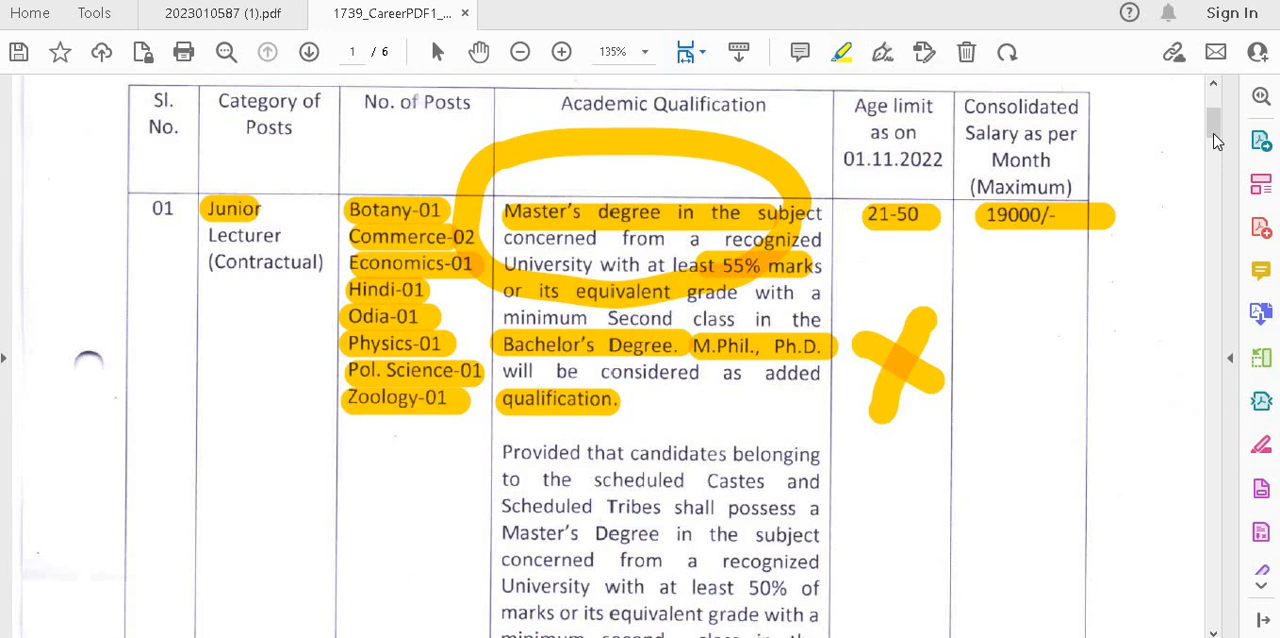 Home Tools 2023010587 (1).pdf 1739_CareerPDF1_... × Sign In
1 / 6 135%
Sl. No.
Category of Posts
No. of Posts
Academic Qualification
Age limit as on 01.11.2022
Consolidated Salary as per Month (Maximum)
01
Junior
Lecturer
(Contractual)
Botany-01
Commerce-02
Economics-01
Hindi-01
Odia-01
Physics-01
Pol. Science-01
Zoology-01
Master's degree in the subject
concerned from a recognized
University with at least 55% marks
or its equivalent grade with a
minimum Second class in the
Bachelor's Degree. M.Phil., Ph.D.
will be considered as added
qualification.
Provided that candidates belonging
to the scheduled Castes and
Scheduled Tribes shall possess a
Master's Degree in the subject
concerned from a recognized
University with at least 50% of
marks or its equivalent grade with a
21-50
19000/-